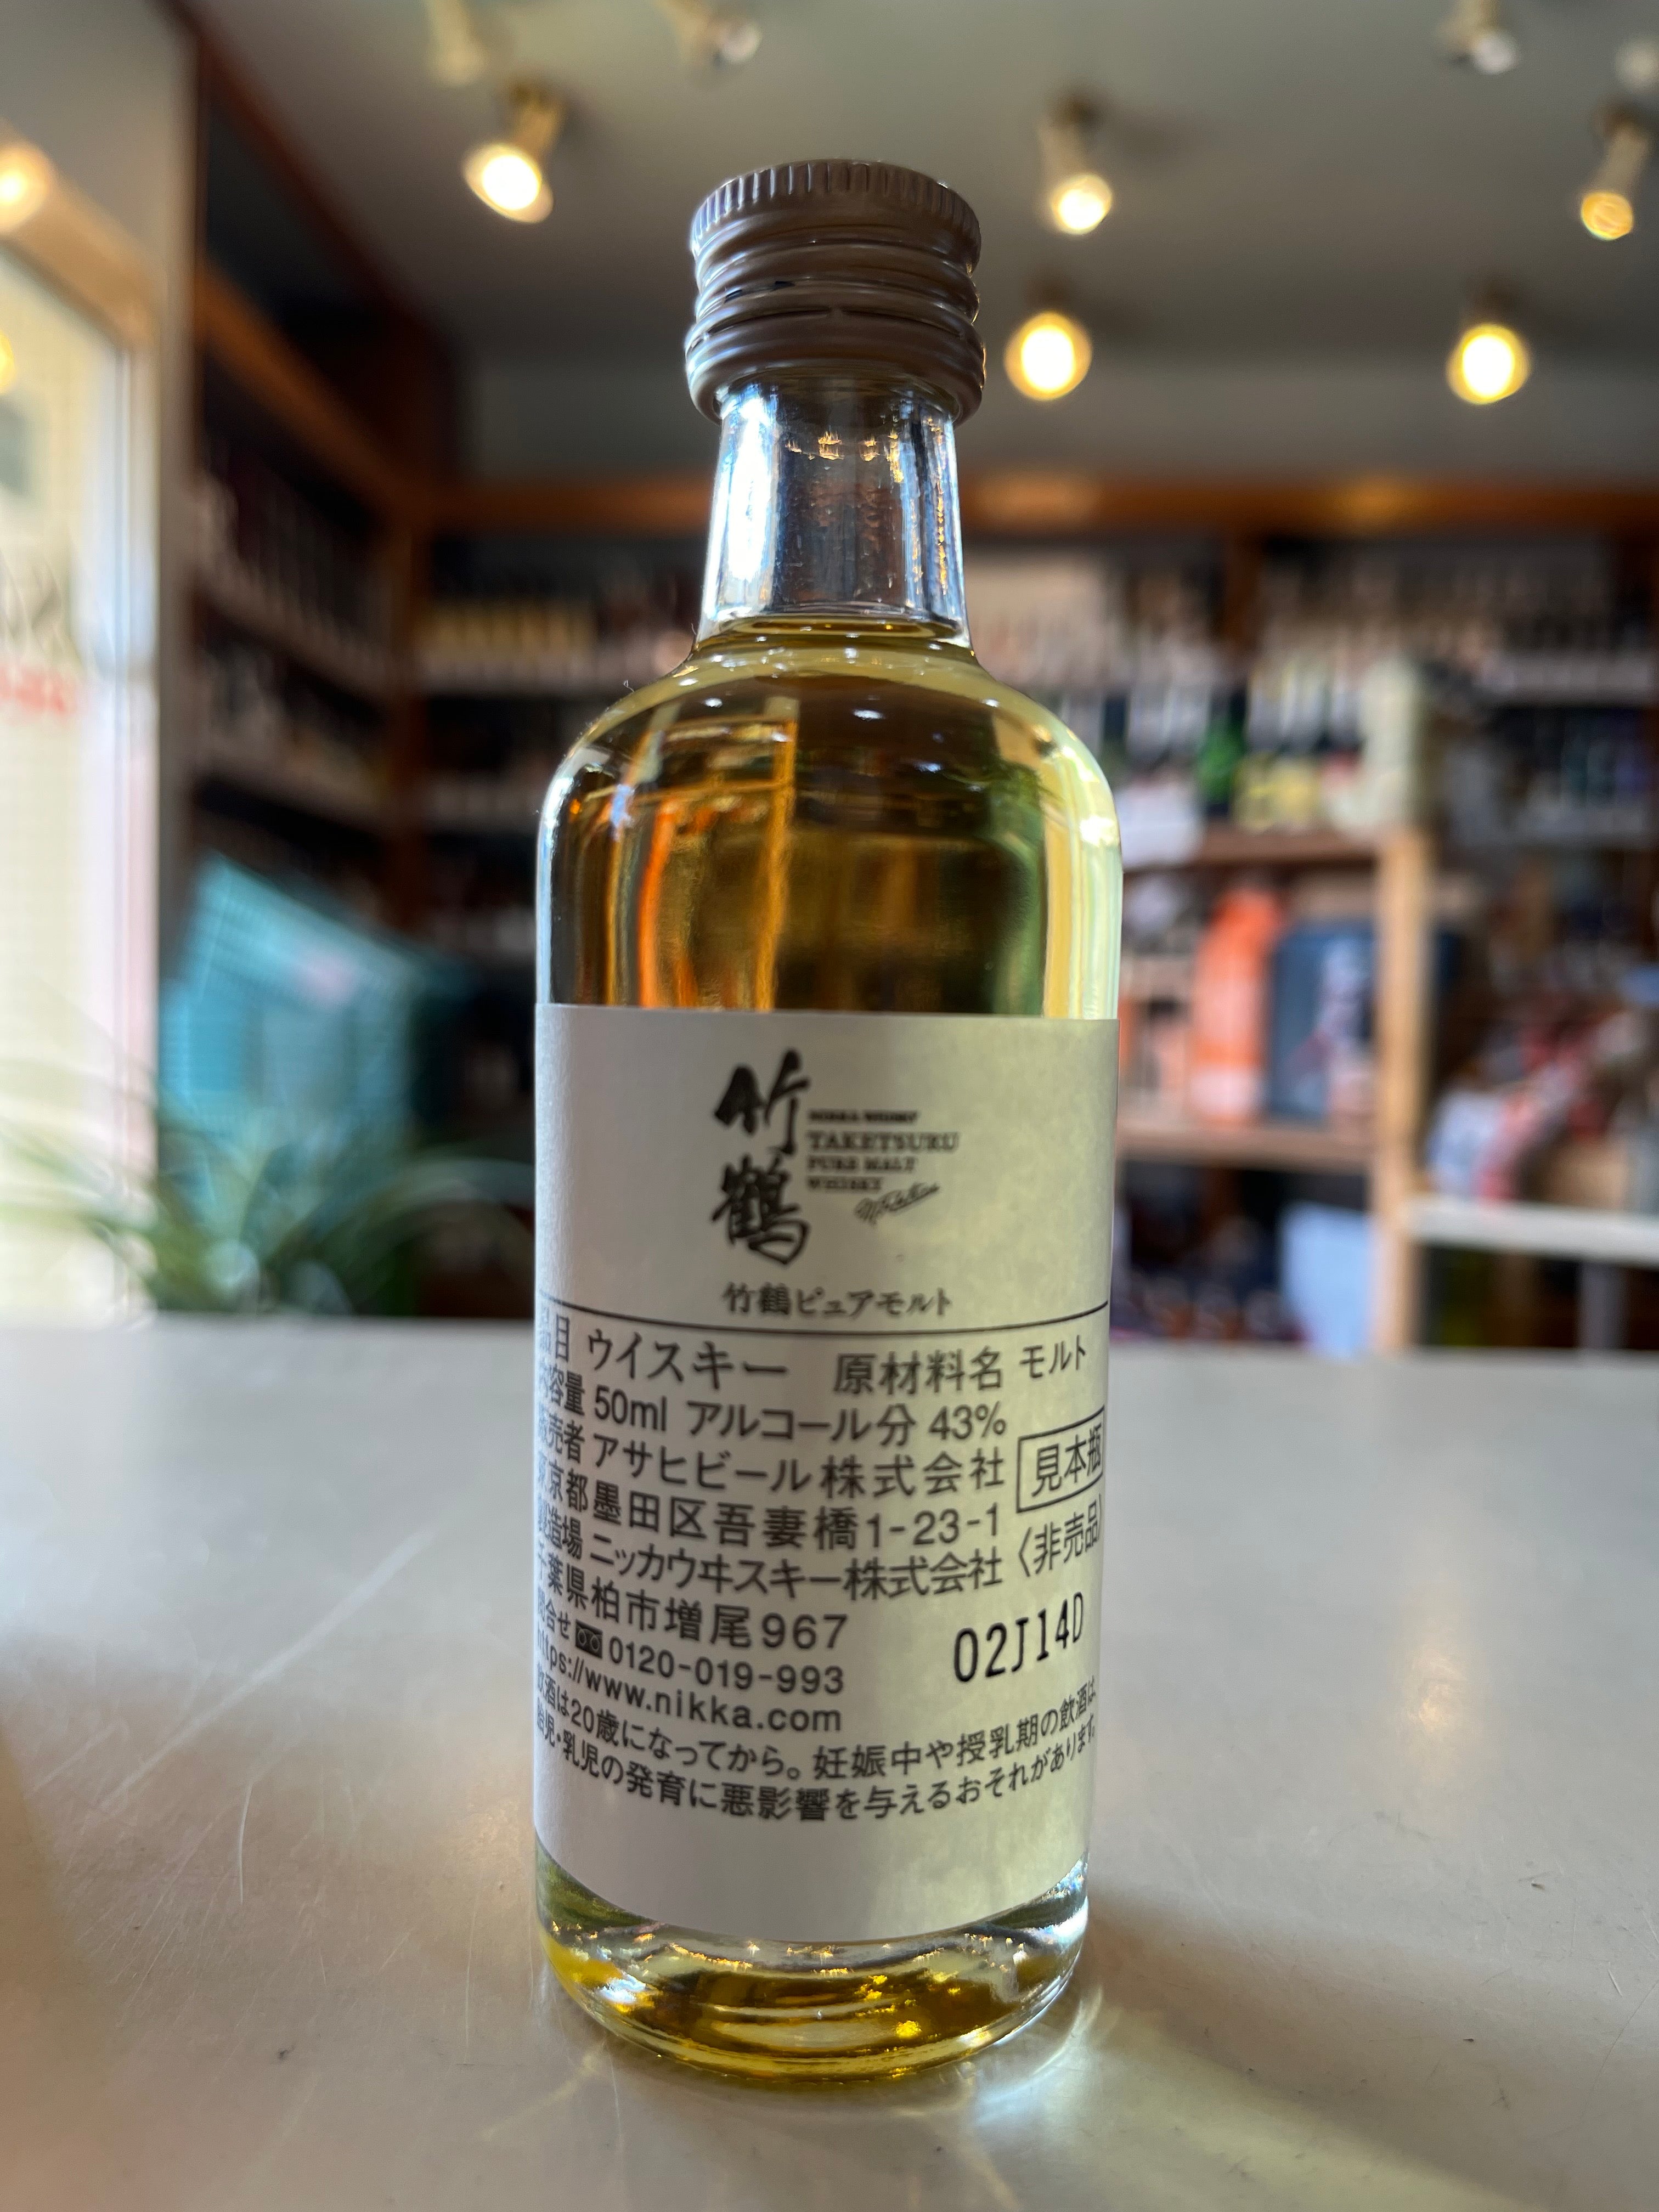 竹鶴
NIKKA WHISKY
TAKETSURU
PURE MALT
WHISKY
竹鶴ピュアモルト
品目 ウイスキー 原材料名 モルト
内容量 50ml アルコール分 43%
販売者 アサヒビール株式会社
見本瓶
東京都墨田区吾妻橋1-23-1
〈非売品〉
製造場 ニッカウヰスキー株式会社
千葉県柏市増尾967
02J14D
問合せ 0120-019-993
https://www.nikka.com
飲酒は20歳になってから。妊娠中や授乳期の飲酒は、
胎児・乳児の発育に悪影響を与えるおそれがあります。